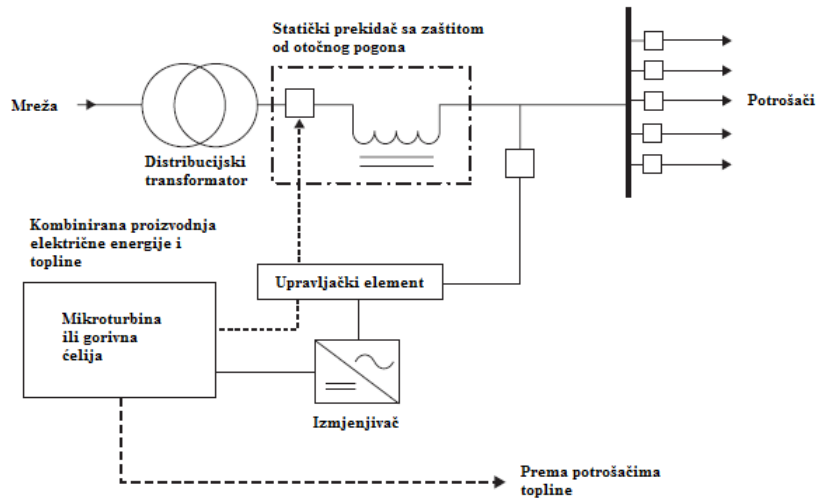 Statički prekidač sa zaštitom
od otočnog pogona
Mreža
Potrošači
Distribucijski
transformator
Kombinirana proizvodnja
električne energije i
topline
Upravljački element
Mikroturbina
ili gorivna
ćelija
Izmjenjivač
Prema potrošačima
topline